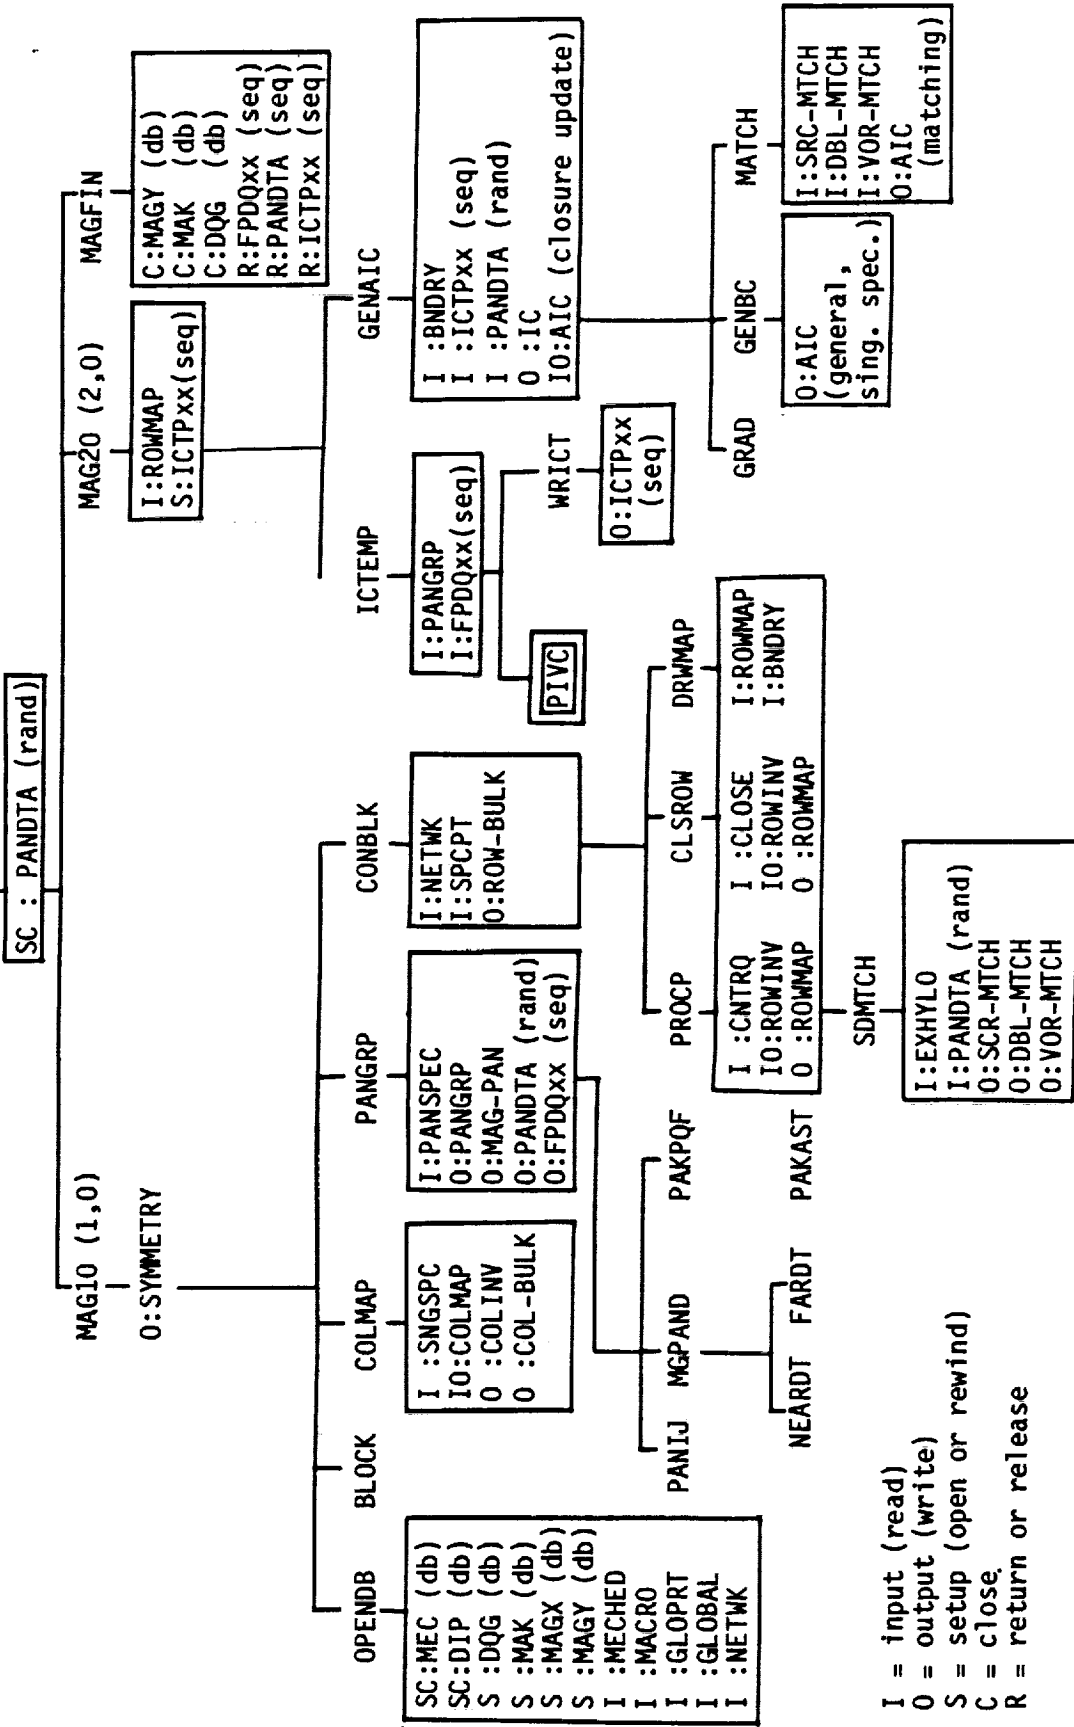 SC : PANDTA (rand)
MAG10 (1,0)
O:SYMMETRY
MAG20 (2,0)
I:ROWMAP
S:ICTPxx(seq)
MAGFIN
C:MAGY (db)
C:MAK (db)
C:DQG (db)
R:FPDQxx (seq)
R:PANDTA (seq)
R:ICTPxx (seq)
OPENDB
SC:MEC (db)
SC:DIP (db)
S :DQG (db)
S :MAK (db)
S :MAGX (db)
S :MAGY (db)
I :MECHED
I :MACRO
I :GLOPRT
I :GLOBAL
I :NETWK
BLOCK
COLMAP
I :SNGSPC
IO:COLMAP
O :COLINV
O :COL-BULK
PANGRP
I:PANSPEC
O:PANGRP
O:MAG-PAN
O:PANDTA (rand)
O:FPDQxx (seq)
CONBLK
I:NETWK
I:SPCPT
O:ROW-BULK
ICTEMP
I:PANGRP
I:FPDQxx(seq)
GENAIC
I :BNDRY
I :ICTPxx (seq)
I :PANDTA (rand)
O :IC
IO:AIC (closure update)
PIVC
WRICT
O:ICTPxx
(seq)
PANIJ
MGPAND
PAKPQF
NEARDT
FARDT
PAKAST
PROCP
I :CNTRQ
IO:ROWINV
O :ROWMAP
CLSROW
I :CLOSE
IO:ROWINV
O :ROWMAP
DRWMAP
I:ROWMAP
I:BNDRY
SDMTCH
I:EXHYLO
I:PANDTA (rand)
O:SCR-MTCH
O:DBL-MTCH
O:VOR-MTCH
GRAD
GENBC
O:AIC
(general,
sing. spec.)
MATCH
I:SRC-MTCH
I:DBL-MTCH
I:VOR-MTCH
O:AIC
(matching)
I = input (read)
O = output (write)
S = setup (open or rewind)
C = close
R = return or release